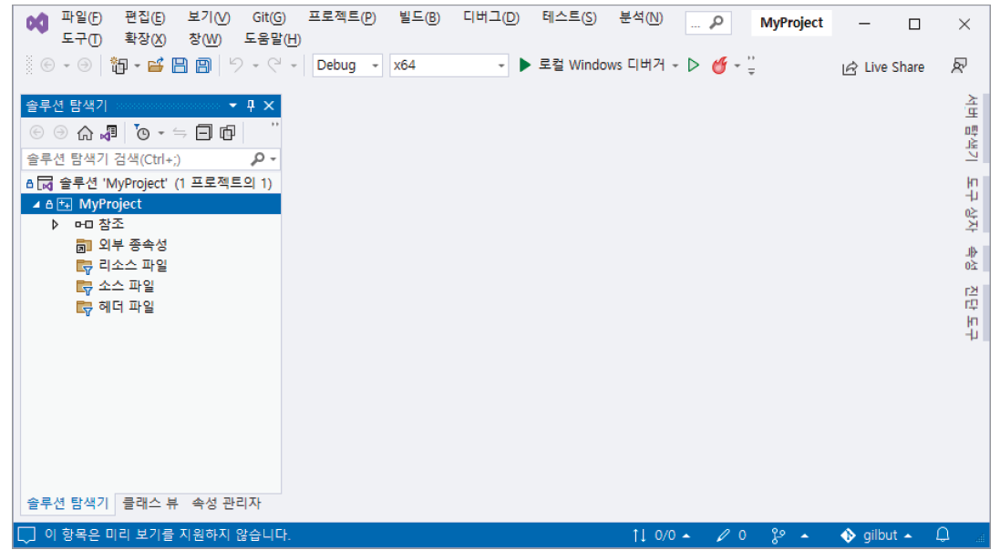 파일(F) 편집(E) 보기(V) Git(G) 프로젝트(P) 빌드(B) 디버그(D) 테스트(S) 분석(N) ... MyProject
도구(T) 확장(X) 창(W) 도움말(H)
Debug x64 로컬 Windows 디버거 Live Share
솔루션 탐색기
솔루션 탐색기 검색(Ctrl+;)
솔루션 'MyProject' (1 프로젝트의 1)
MyProject
참조
외부 종속성
리소스 파일
소스 파일
헤더 파일
솔루션 탐색기 클래스 뷰 속성 관리자
서버 탐색기
도구 상자
속성
진단 도구
이 항목은 미리 보기를 지원하지 않습니다. 0/0 0 gilbut